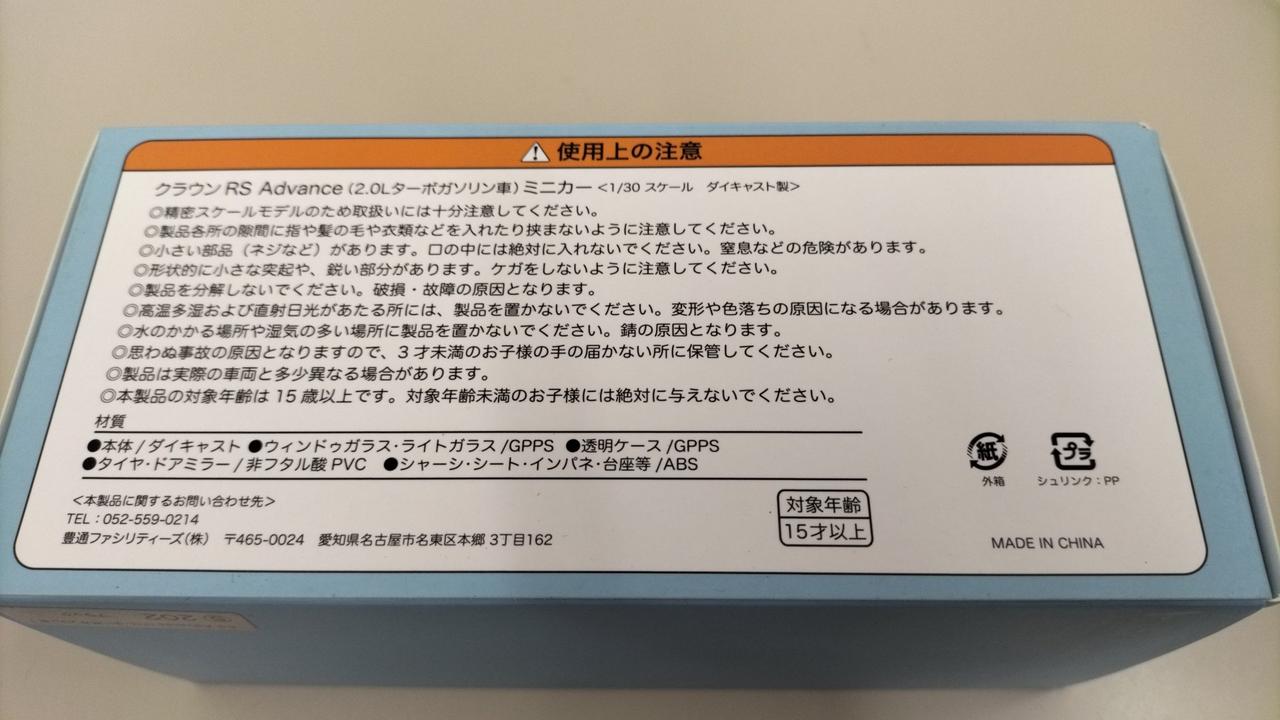 使用上の注意
クラウン RS Advance（2.0Lターボガソリン車）ミニカー <1/30 スケール　ダイキャスト製>
◎精密スケールモデルのため取扱いには十分注意してください。
◎製品各所の隙間に指や髪の毛や衣類などを入れたり挟まないように注意してください。
◎小さい部品（ネジなど）があります。口の中には絶対に入れないでください。窒息などの危険があります。
◎形状的に小さな突起や、鋭い部分があります。ケガをしないように注意してください。
◎製品を分解しないでください。破損・故障の原因となります。
◎高温多湿および直射日光があたる所には、製品を置かないでください。変形や色落ちの原因になる場合があります。
◎水のかかる場所や湿気の多い場所に製品を置かないでください。錆の原因となります。
◎思わぬ事故の原因となりますので、3 才未満のお子様の手の届かない所に保管してください。
◎製品は実際の車両と多少異なる場合があります。
◎本製品の対象年齢は 15 歳以上です。対象年齢未満のお子様には絶対に与えないでください。
材質
●本体 / ダイキャスト ●ウィンドゥガラス・ライトガラス /GPPS ●透明ケース /GPPS
●タイヤ・ドアミラー / 非フタル酸 PVC ●シャーシ・シート・インパネ・台座等 /ABS
紙
外箱
プラ
シュリンク：PP
<本製品に関するお問い合わせ先>
TEL：052-559-0214
豊通ファシリティーズ（株）　〒465-0024　愛知県名古屋市名東区本郷 3丁目162
対象年齢
15才以上
MADE IN CHINA
202